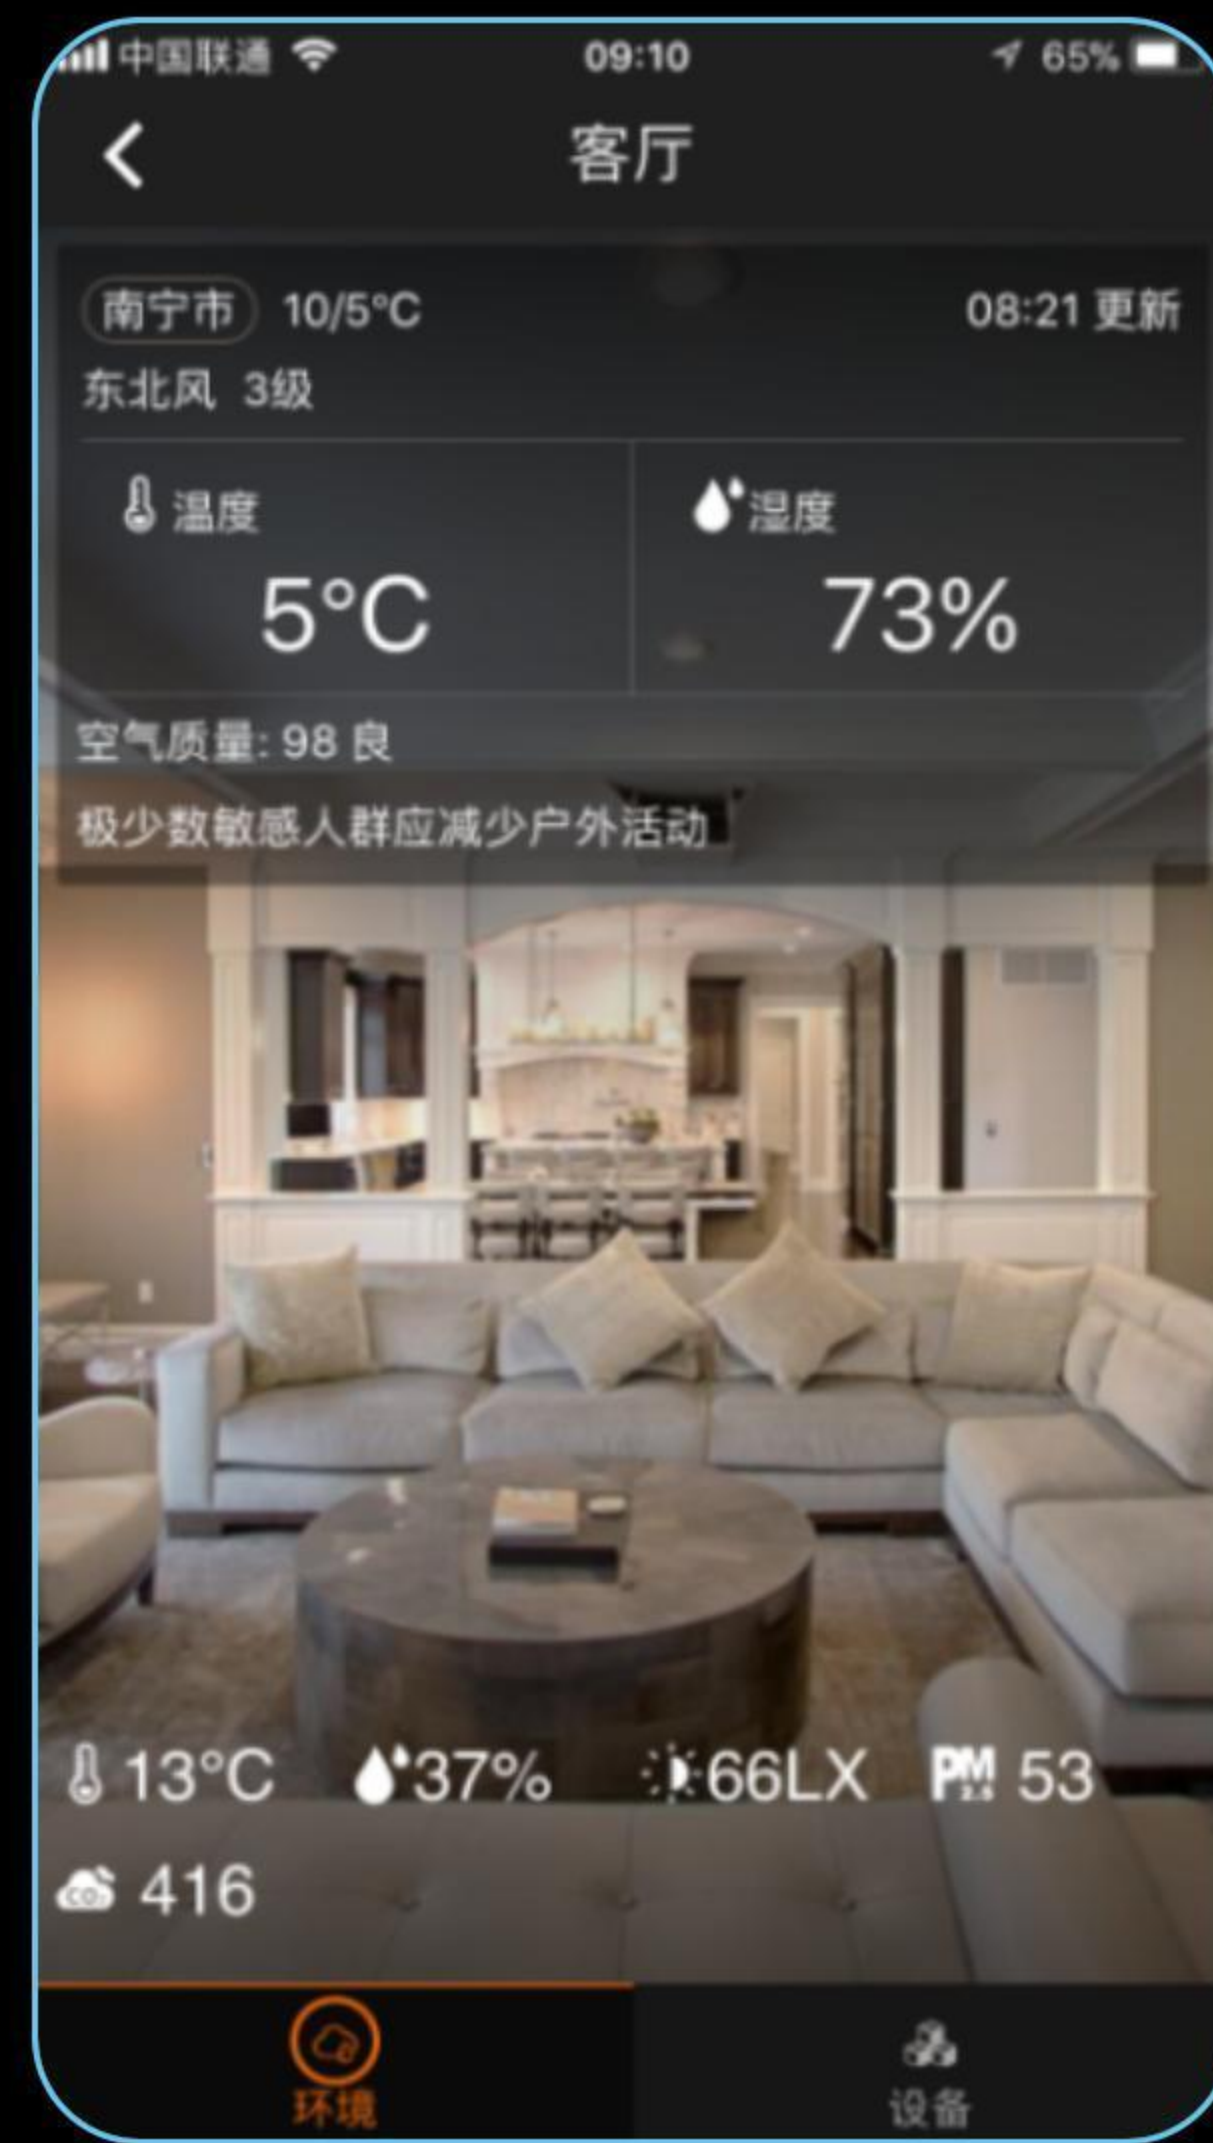 中国联通 09:10 65%
客厅
南宁市 10/5°C 08:21 更新
东北风 3级
温度 湿度
5°C 73%
空气质量: 98 良
极少数敏感人群应减少户外活动
13°C 37% 66LX PM2.5 53
CO₂ 416
环境 设备